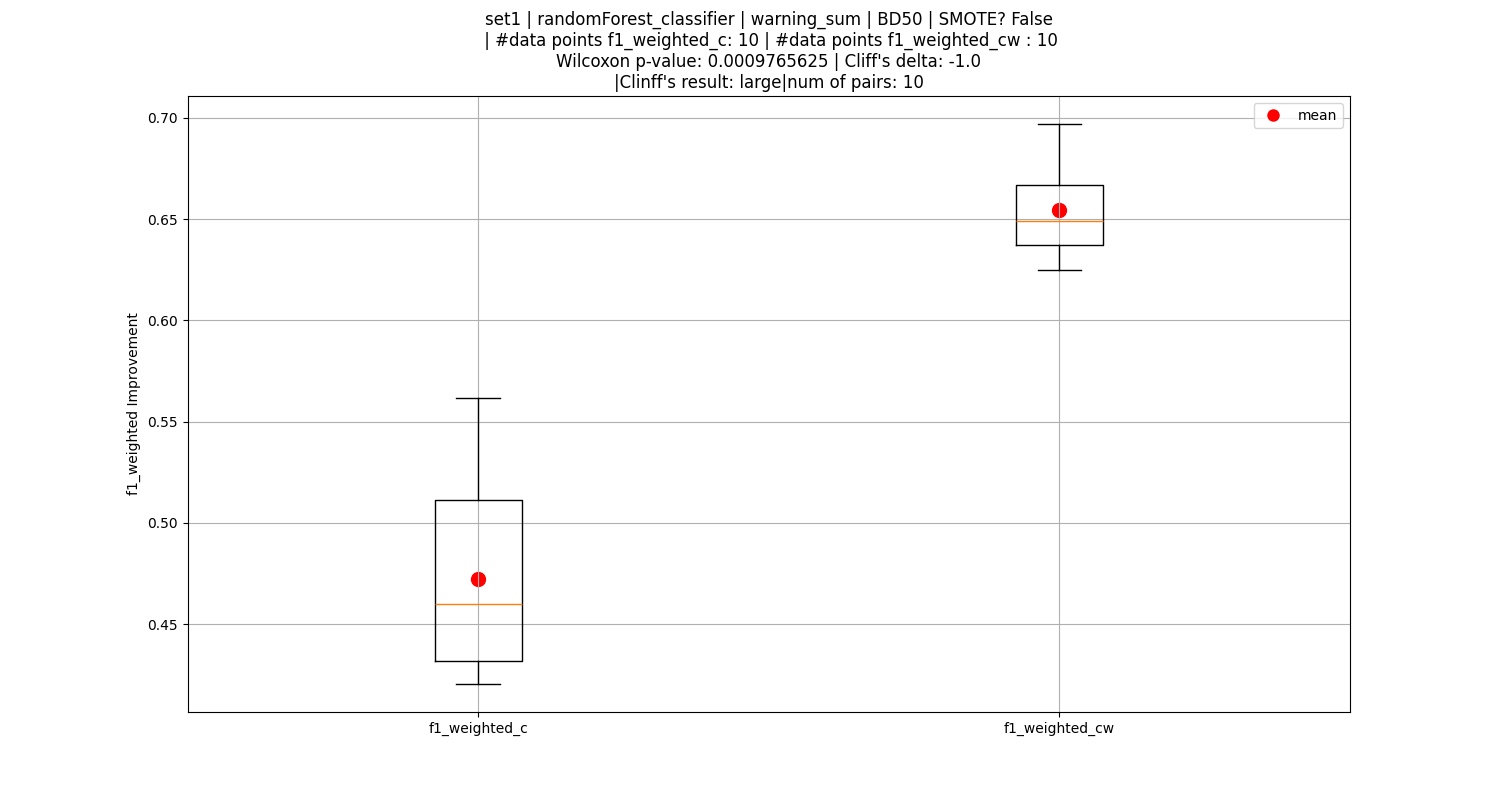 set1 | randomForest_classifier | warning_sum | BD50 | SMOTE? False
| #data points f1_weighted_c: 10 | #data points f1_weighted_cw : 10
Wilcoxon p-value: 0.0009765625 | Cliff's delta: -1.0
|Clinff's result: large|num of pairs: 10
mean
0.70
0.65
0.60
0.55
0.50
0.45
f1_weighted Improvement
f1_weighted_c
f1_weighted_cw